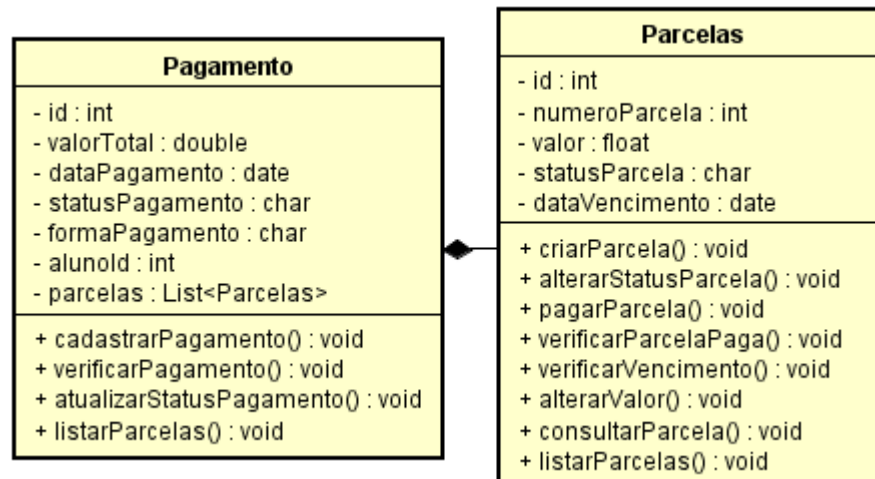 Pagamento
- id : int
- valorTotal : double
- dataPagamento : date
- statusPagamento : char
- formaPagamento : char
- alunoId : int
- parcelas : List<Parcelas>
+ cadastrarPagamento() : void
+ verificarPagamento() : void
+ atualizarStatusPagamento() : void
+ listarParcelas() : void
Parcelas
- id : int
- numeroParcela : int
- valor : float
- statusParcela : char
- dataVencimento : date
+ criarParcela() : void
+ alterarStatusParcela() : void
+ pagarParcela() : void
+ verificarParcelaPaga() : void
+ verificarVencimento() : void
+ alterarValor() : void
+ consultarParcela() : void
+ listarParcelas() : void